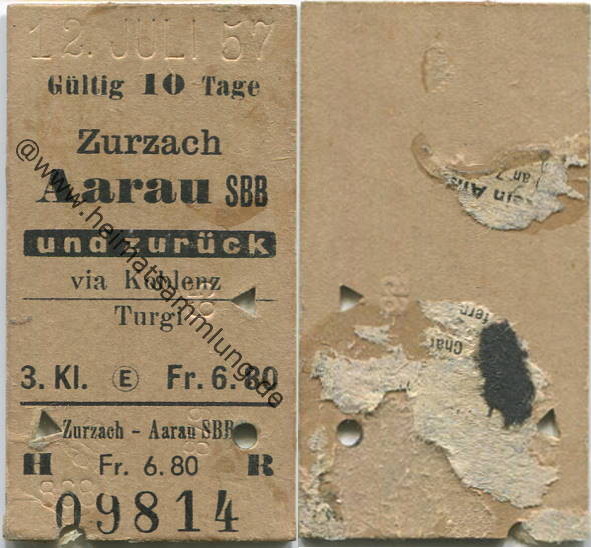 12. JULI 57
Gültig 10 Tage
Zurzach
Aarau SBB
und zurück
via Koblenz
Turgi
3. Kl. E Fr. 6.80
Zurzach - Aarau SBB
H Fr. 6.80 R
09814
@www.heimatsammlung.de